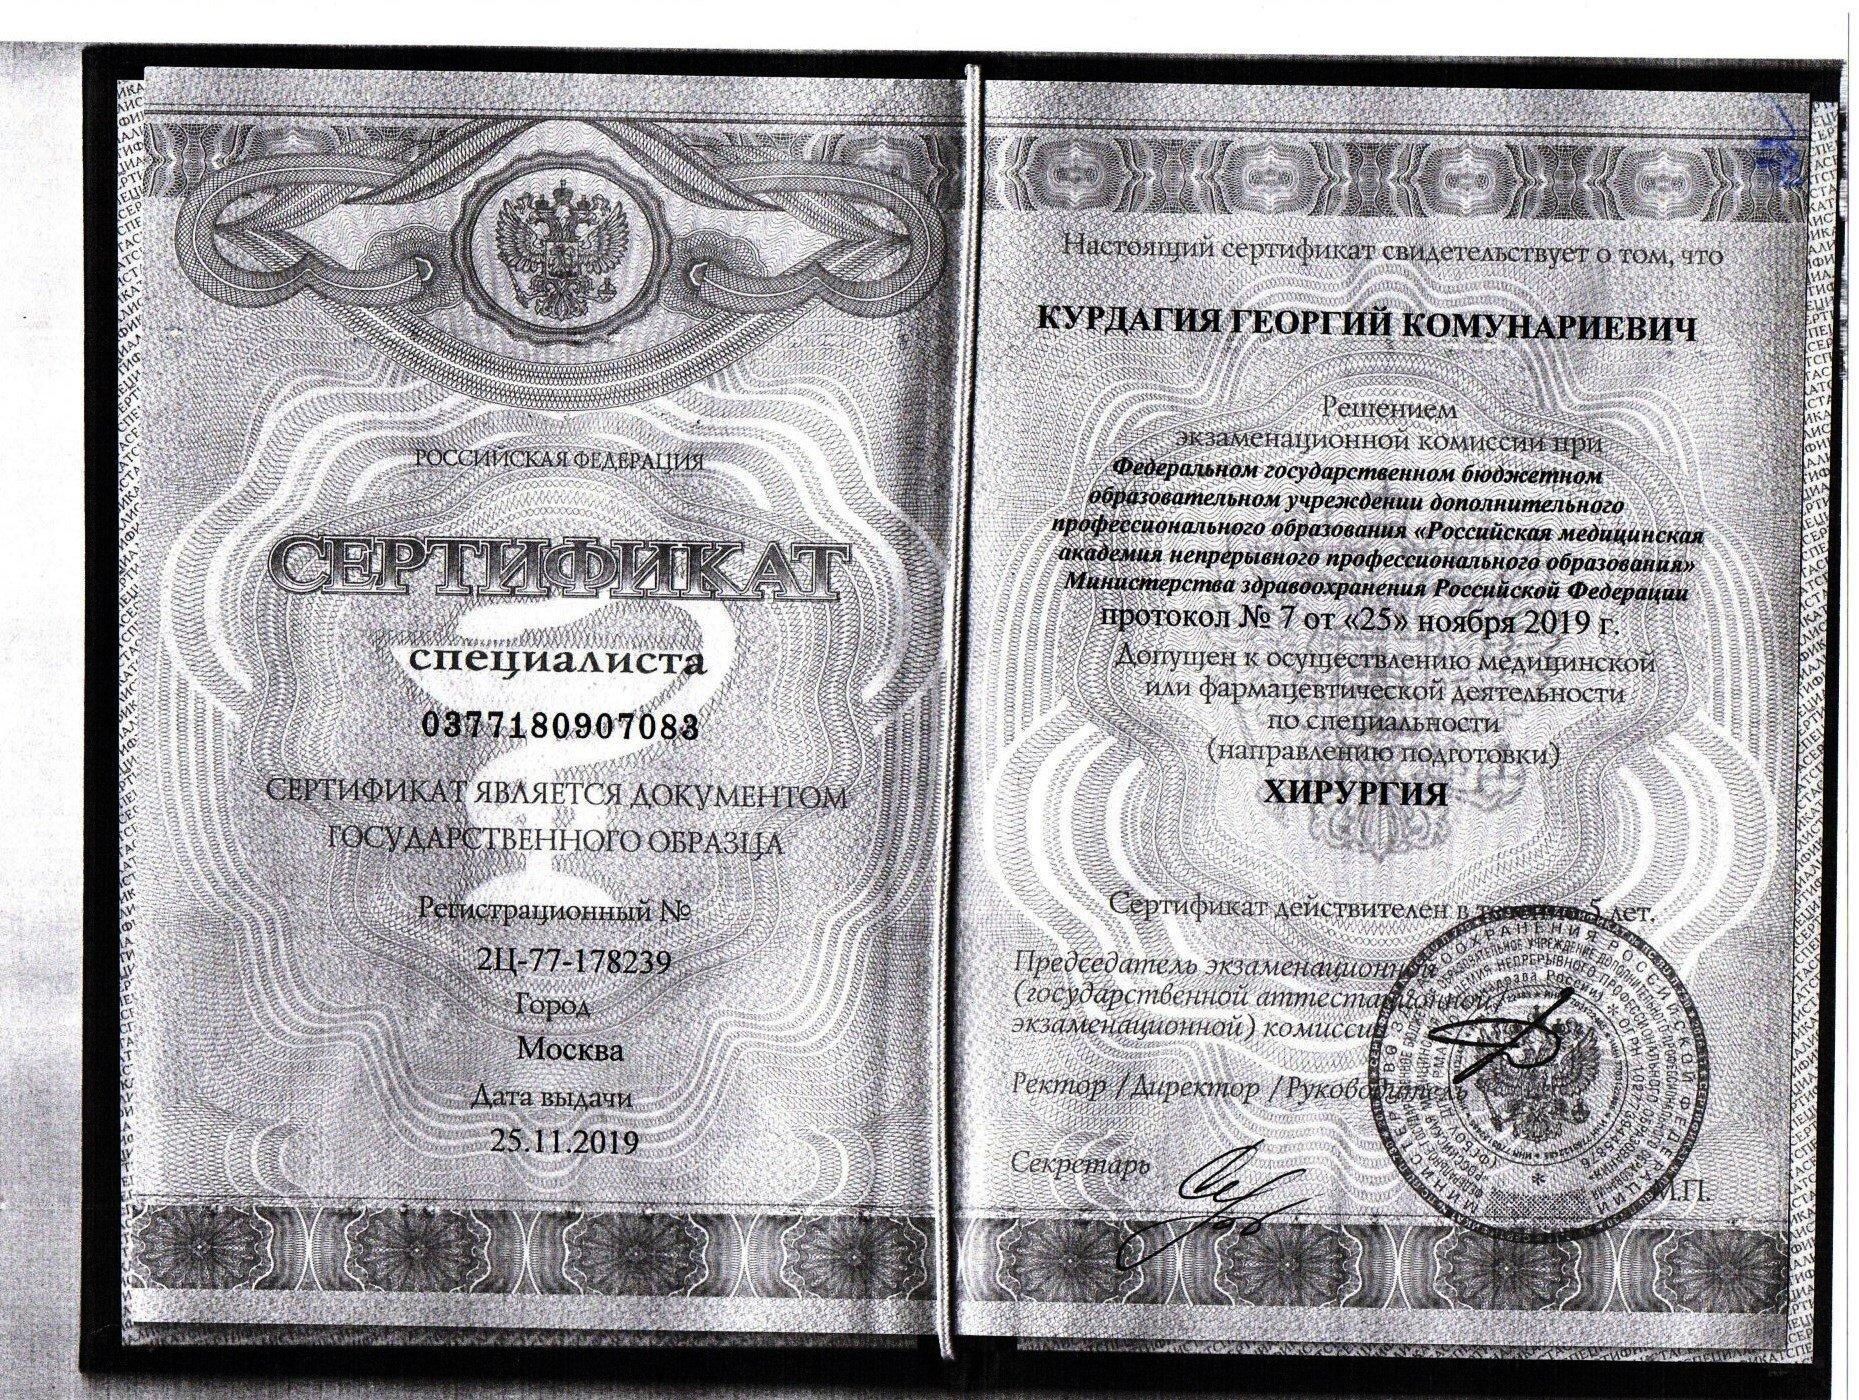 РОССИЙСКАЯ ФЕДЕРАЦИЯ
СЕРТИФИКАТ
специалиста
0377180907083
СЕРТИФИКАТ ЯВЛЯЕТСЯ ДОКУМЕНТОМ
ГОСУДАРСТВЕННОГО ОБРАЗЦА
Регистрационный №
2Ц-77-178239
Город
Москва
Дата выдачи
25.11.2019
Настоящий сертификат свидетельствует о том, что
КУРДАГИЯ ГЕОРГИЙ КОМУНАРИЕВИЧ
Решением
экзаменационной комиссии при
Федеральном государственном бюджетном
образовательном учреждении дополнительного
профессионального образования «Российская медицинская
академия непрерывного профессионального образования»
Министерства здравоохранения Российской Федерации
протокол № 7 от «25» ноября 2019 г.
Допущен к осуществлению медицинской
или фармацевтической деятельности
по специальности
(направлению подготовки)
ХИРУРГИЯ
Сертификат действителен в течение 5 лет.
Председатель экзаменационной
(государственной аттестационной/
экзаменационной) комиссии
Ректор /Директор /Руководитель
Секретарь
М.П.